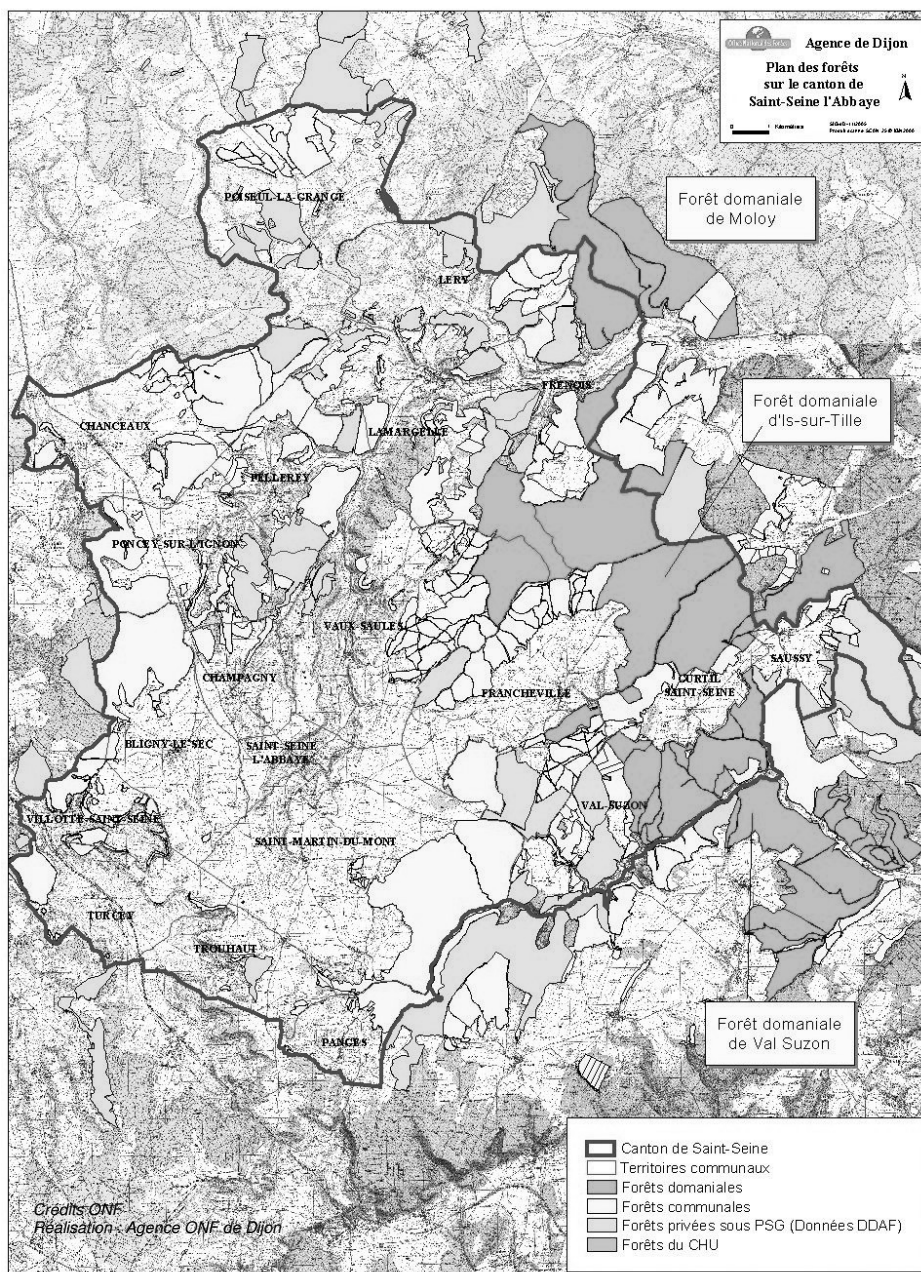 Agence de Dijon
Plan des forêts
sur le canton de
Saint-Seine l'Abbaye
N
0 1 Kilomètres
POISEUL-LA-GRANGE
Forêt domaniale
de Moloy
LERY
FRENOIS
Forêt domaniale
d'Is-sur-Tille
CHANCEAUX
LAMARGELLE
PELLEREY
PONCEY-SUR-L'IGNON
VAUX-SAULES
CHAMPAGNY
FRANCHEVILLE
CURTIL
SAINT-SEINE
SAUSSY
BLIGNY-LE-SEC
SAINT-SEINE
L'ABBAYE
VILLOTTE-SAINT-SEINE
VAL-SUZON
SAINT-MARTIN-DU-MONT
TURCEY
TROUHAUT
PANGES
Forêt domaniale
de Val Suzon
Canton de Saint-Seine
Territoires communaux
Forêts domaniales
Forêts communales
Forêts privées sous PSG (Données DDAF)
Forêts du CHU
Crédits ONF
Réalisation : Agence ONF de Dijon